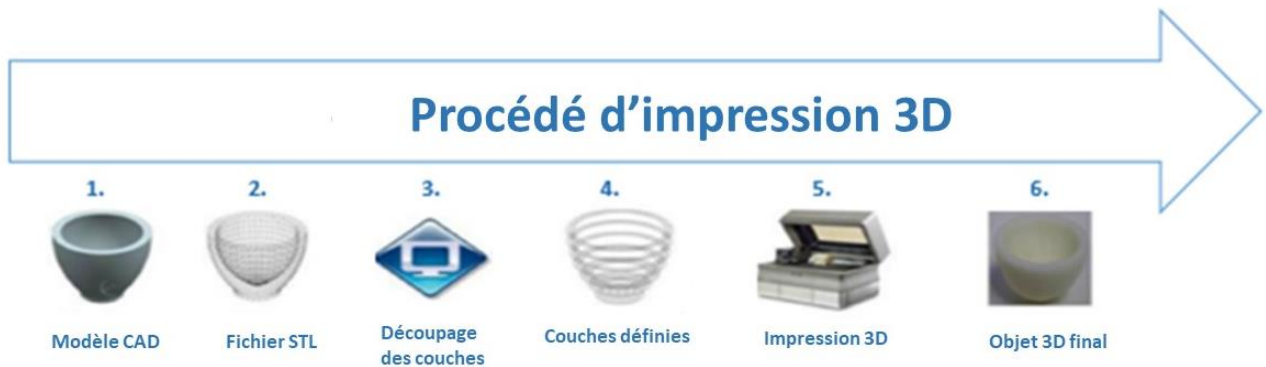 Procédé d’impression 3D
1. 2. 3. 4. 5. 6.
Modèle CAD
Fichier STL
Découpage
des couches
Couches définies
Impression 3D
Objet 3D final